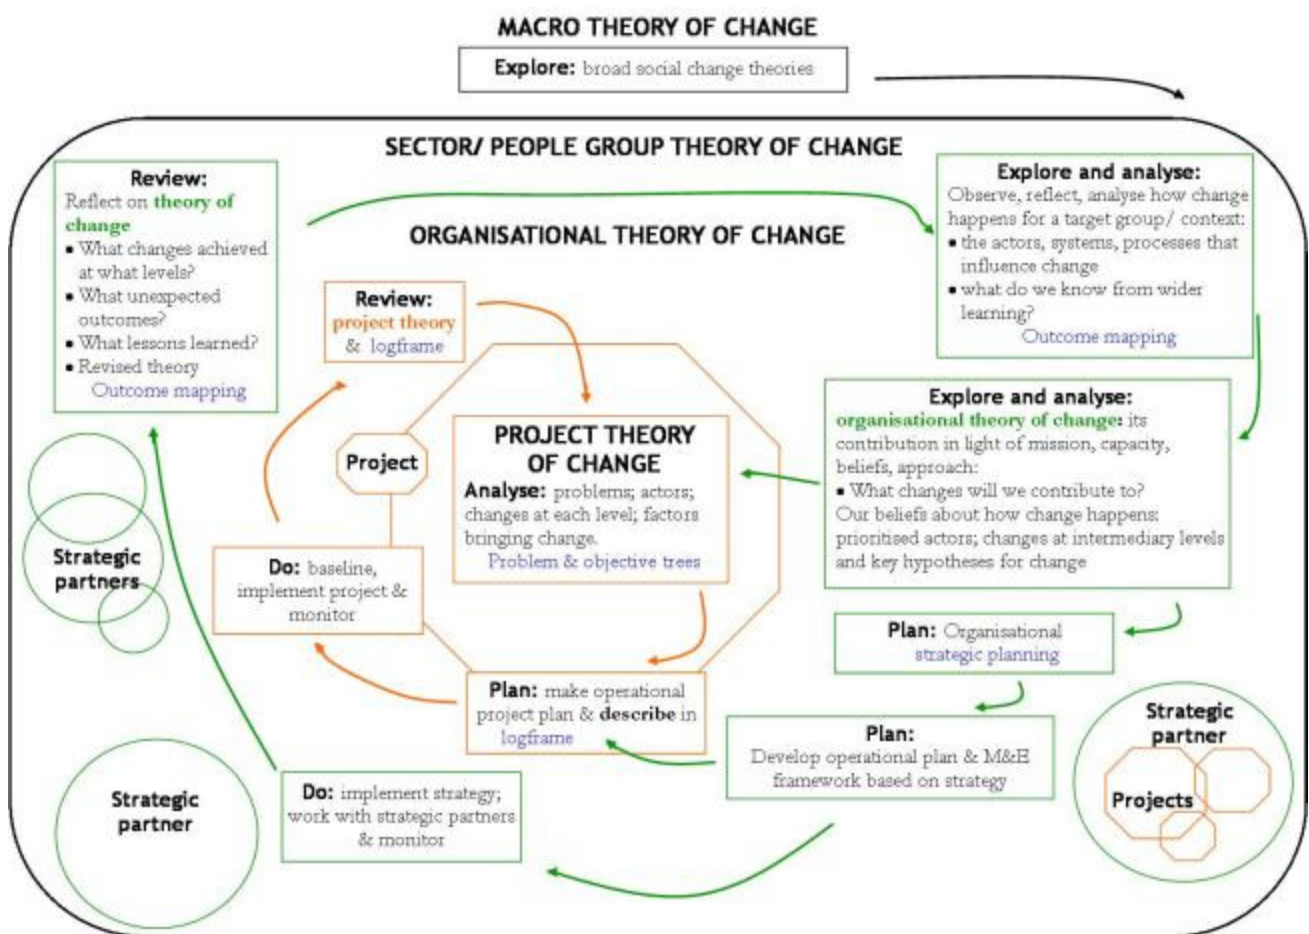 MACRO THEORY OF CHANGE
Explore: broad social change theories
SECTOR/ PEOPLE GROUP THEORY OF CHANGE
Review:
Reflect on theory of
change
▪ What changes achieved
at what levels?
▪ What unexpected
outcomes?
▪ What lessons learned?
▪ Revised theory
Outcome mapping
Explore and analyse:
Observe, reflect, analyse how change
happens for a target group/ context:
▪ the actors, systems, processes that
influence change
▪ what do we know from wider
learning?
Outcome mapping
ORGANISATIONAL THEORY OF CHANGE
Review:
project theory
& logframe
Explore and analyse:
organisational theory of change: its
contribution in light of mission, capacity,
beliefs, approach:
▪ What changes will we contribute to?
Our beliefs about how change happens:
prioritised actors; changes at intermediary levels
and key hypotheses for change
Project
PROJECT THEORY
OF CHANGE
Analyse: problems; actors;
changes at each level; factors
bringing change.
Problem & objective trees
Strategic
partners
Do: baseline,
implement project &
monitor
Plan: Organisational
strategic planning
Plan: make operational
project plan & describe in
logframe
Plan:
Develop operational plan & M&E
framework based on strategy
Strategic
partner
Projects
Strategic
partner
Do: implement strategy;
work with strategic partners
& monitor